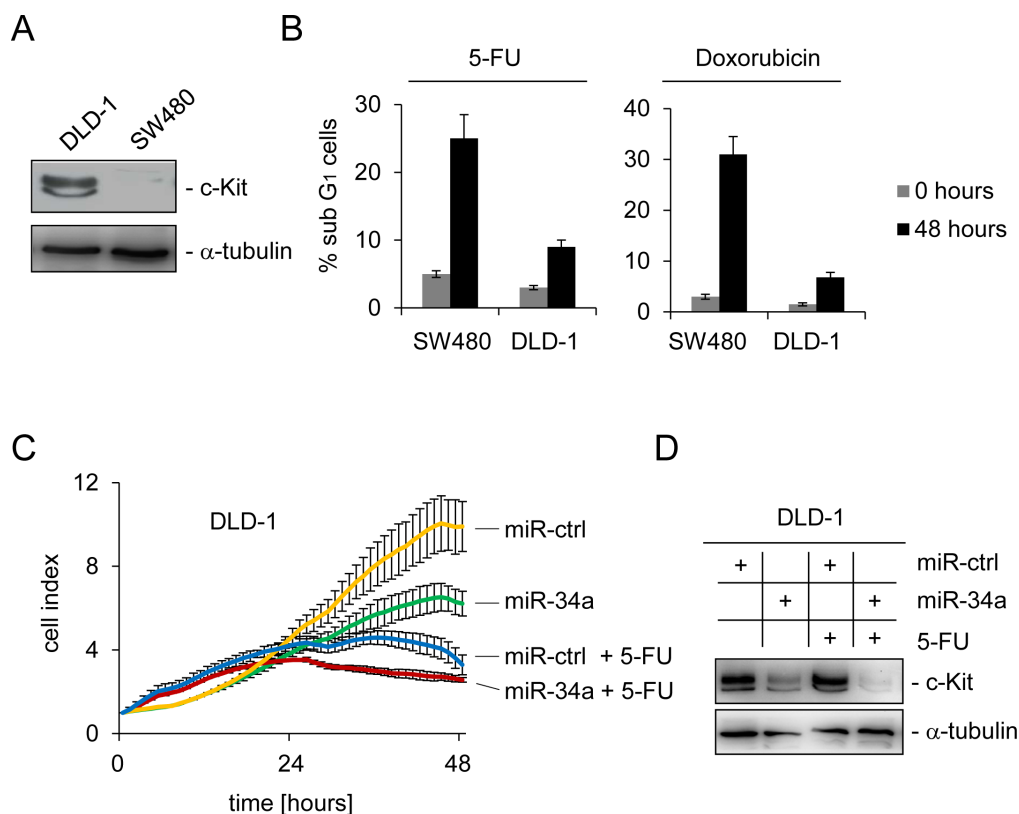 A
DLD-1
SW480
- c-Kit
- α-tubulin
B
5-FU
Doxorubicin
% sub G1 cells
30
20
10
0
SW480
DLD-1
40
30
20
10
0
SW480
DLD-1
0 hours
48 hours
C
DLD-1
cell index
12
8
4
0
0
24
48
time [hours]
miR-ctrl
miR-34a
miR-ctrl + 5-FU
miR-34a + 5-FU
D
DLD-1
+ + miR-ctrl
+ + miR-34a
+ + 5-FU
- c-Kit
- α-tubulin